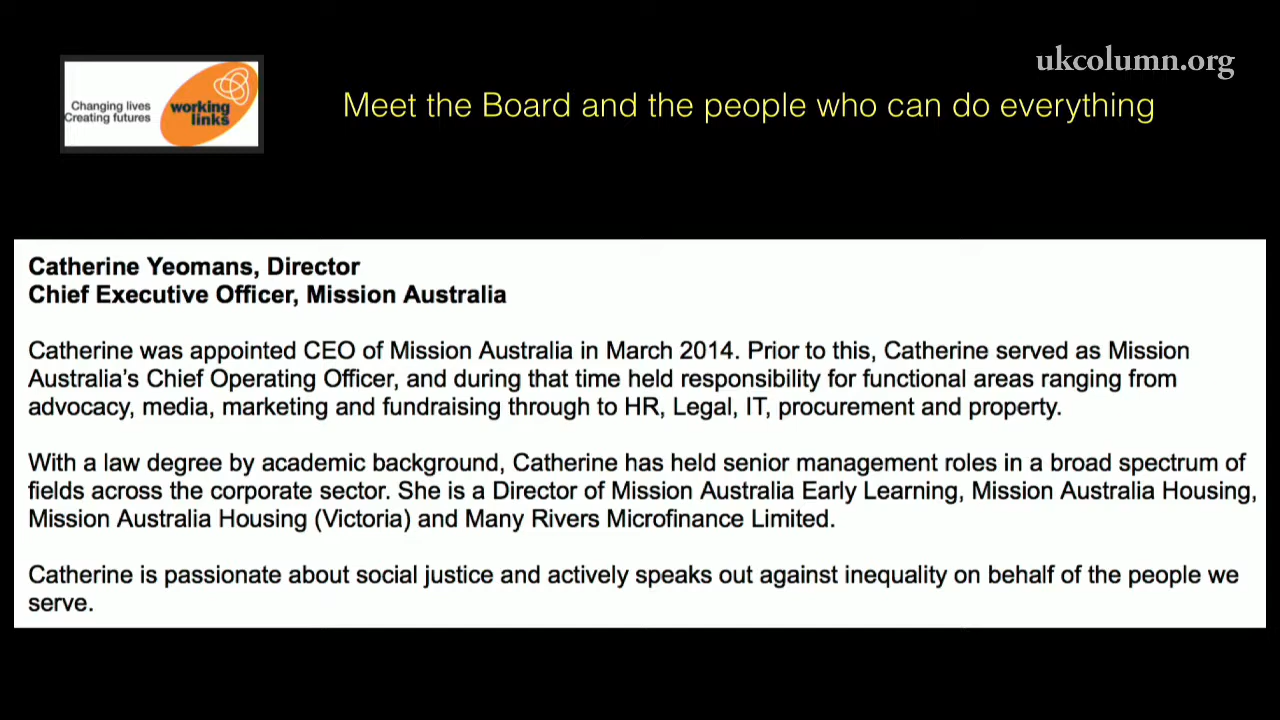 ukcolumn.org
Changing lives
Creating futures
working
links
Meet the Board and the people who can do everything
Catherine Yeomans, Director
Chief Executive Officer, Mission Australia
Catherine was appointed CEO of Mission Australia in March 2014. Prior to this, Catherine served as Mission
Australia's Chief Operating Officer, and during that time held responsibility for functional areas ranging from
advocacy, media, marketing and fundraising through to HR, Legal, IT, procurement and property.
With a law degree by academic background, Catherine has held senior management roles in a broad spectrum of
fields across the corporate sector. She is a Director of Mission Australia Early Learning, Mission Australia Housing,
Mission Australia Housing (Victoria) and Many Rivers Microfinance Limited.
Catherine is passionate about social justice and actively speaks out against inequality on behalf of the people we
serve.